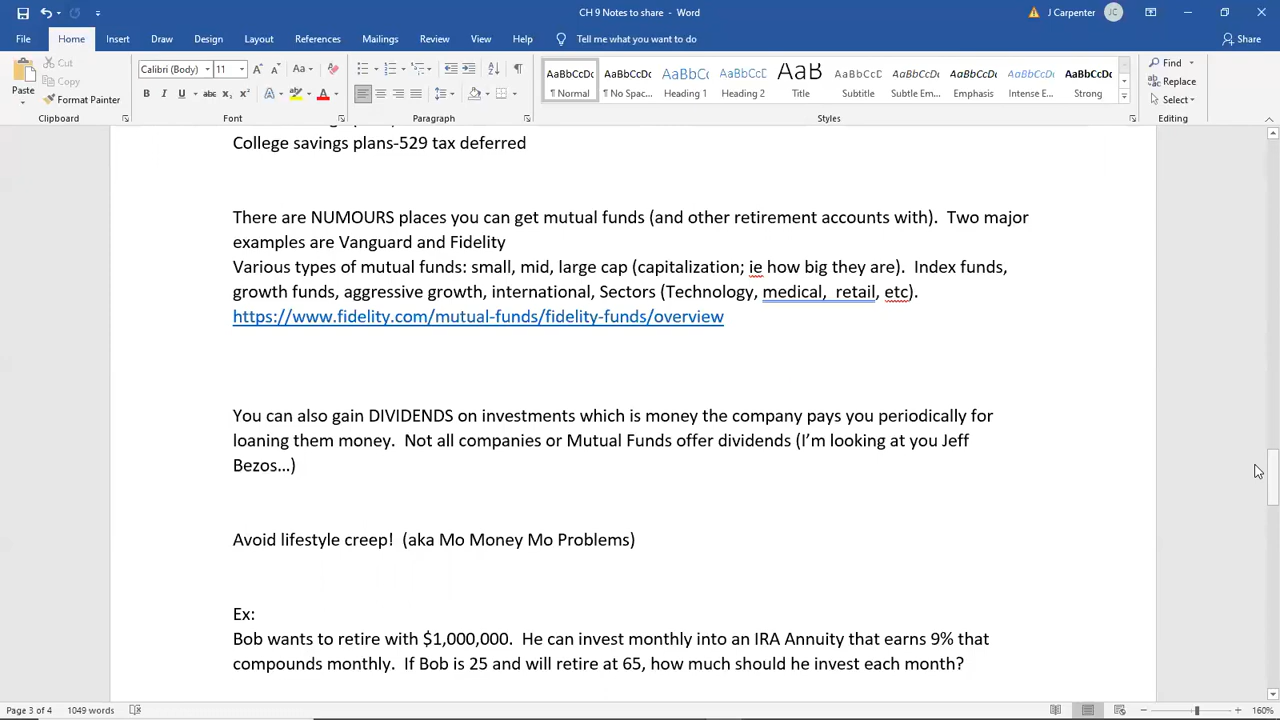 CH 9 Notes to share - Word
J Carpenter JC
File Home Insert Draw Design Layout References Mailings Review View Help Tell me what you want to do Share
Cut
Copy
Format Painter
Paste
Clipboard
Calibri (Body) 11
Font
Paragraph
AaBbCcDc AaBbCcDc AaBbCc AaBbCcD AaB AaBbCcD AaBbCcDc AaBbCcDc AaBbCcDc AaBbCcDc
¶ Normal ¶ No Spac... Heading 1 Heading 2 Title Subtitle Subtle Em... Emphasis Intense E... Strong
Styles
Find
Replace
Select
Editing
College savings plans-529 tax deferred
There are NUMOURS places you can get mutual funds (and other retirement accounts with). Two major
examples are Vanguard and Fidelity
Various types of mutual funds: small, mid, large cap (capitalization; ie how big they are). Index funds,
growth funds, aggressive growth, international, Sectors (Technology, medical, retail, etc).
https://www.fidelity.com/mutual-funds/fidelity-funds/overview
You can also gain DIVIDENDS on investments which is money the company pays you periodically for
loaning them money. Not all companies or Mutual Funds offer dividends (I'm looking at you Jeff
Bezos...)
Avoid lifestyle creep! (aka Mo Money Mo Problems)
Ex:
Bob wants to retire with $1,000,000. He can invest monthly into an IRA Annuity that earns 9% that
compounds monthly. If Bob is 25 and will retire at 65, how much should he invest each month?
Page 3 of 4 1049 words 160%